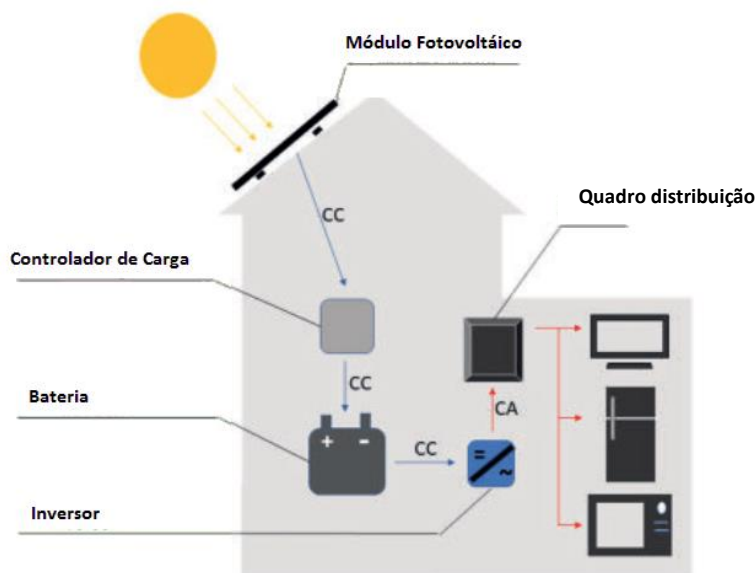 Módulo Fotovoltáico
Quadro distribuição
CC
Controlador de Carga
CC
CA
Bateria
+ -
CC
= ~
Inversor